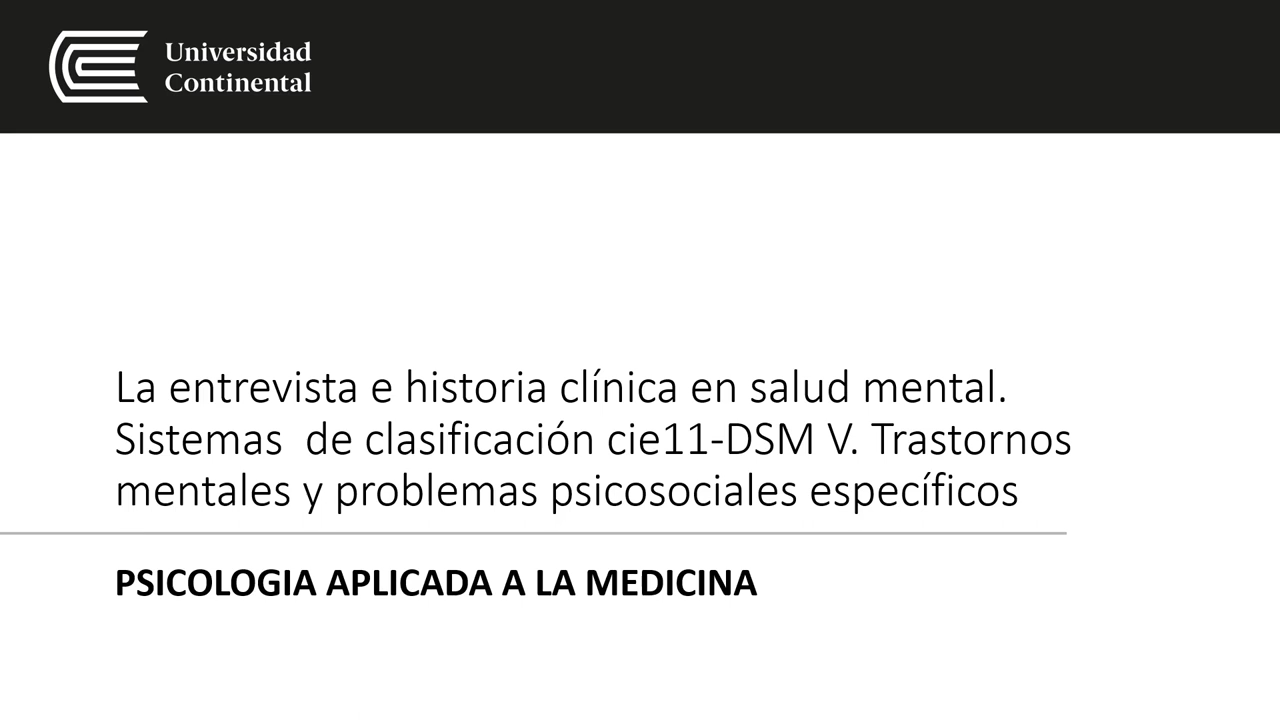 Universidad
Continental
La entrevista e historia clínica en salud mental.
Sistemas  de clasificación cie11-DSM V. Trastornos
mentales y problemas psicosociales específicos
PSICOLOGIA APLICADA A LA MEDICINA